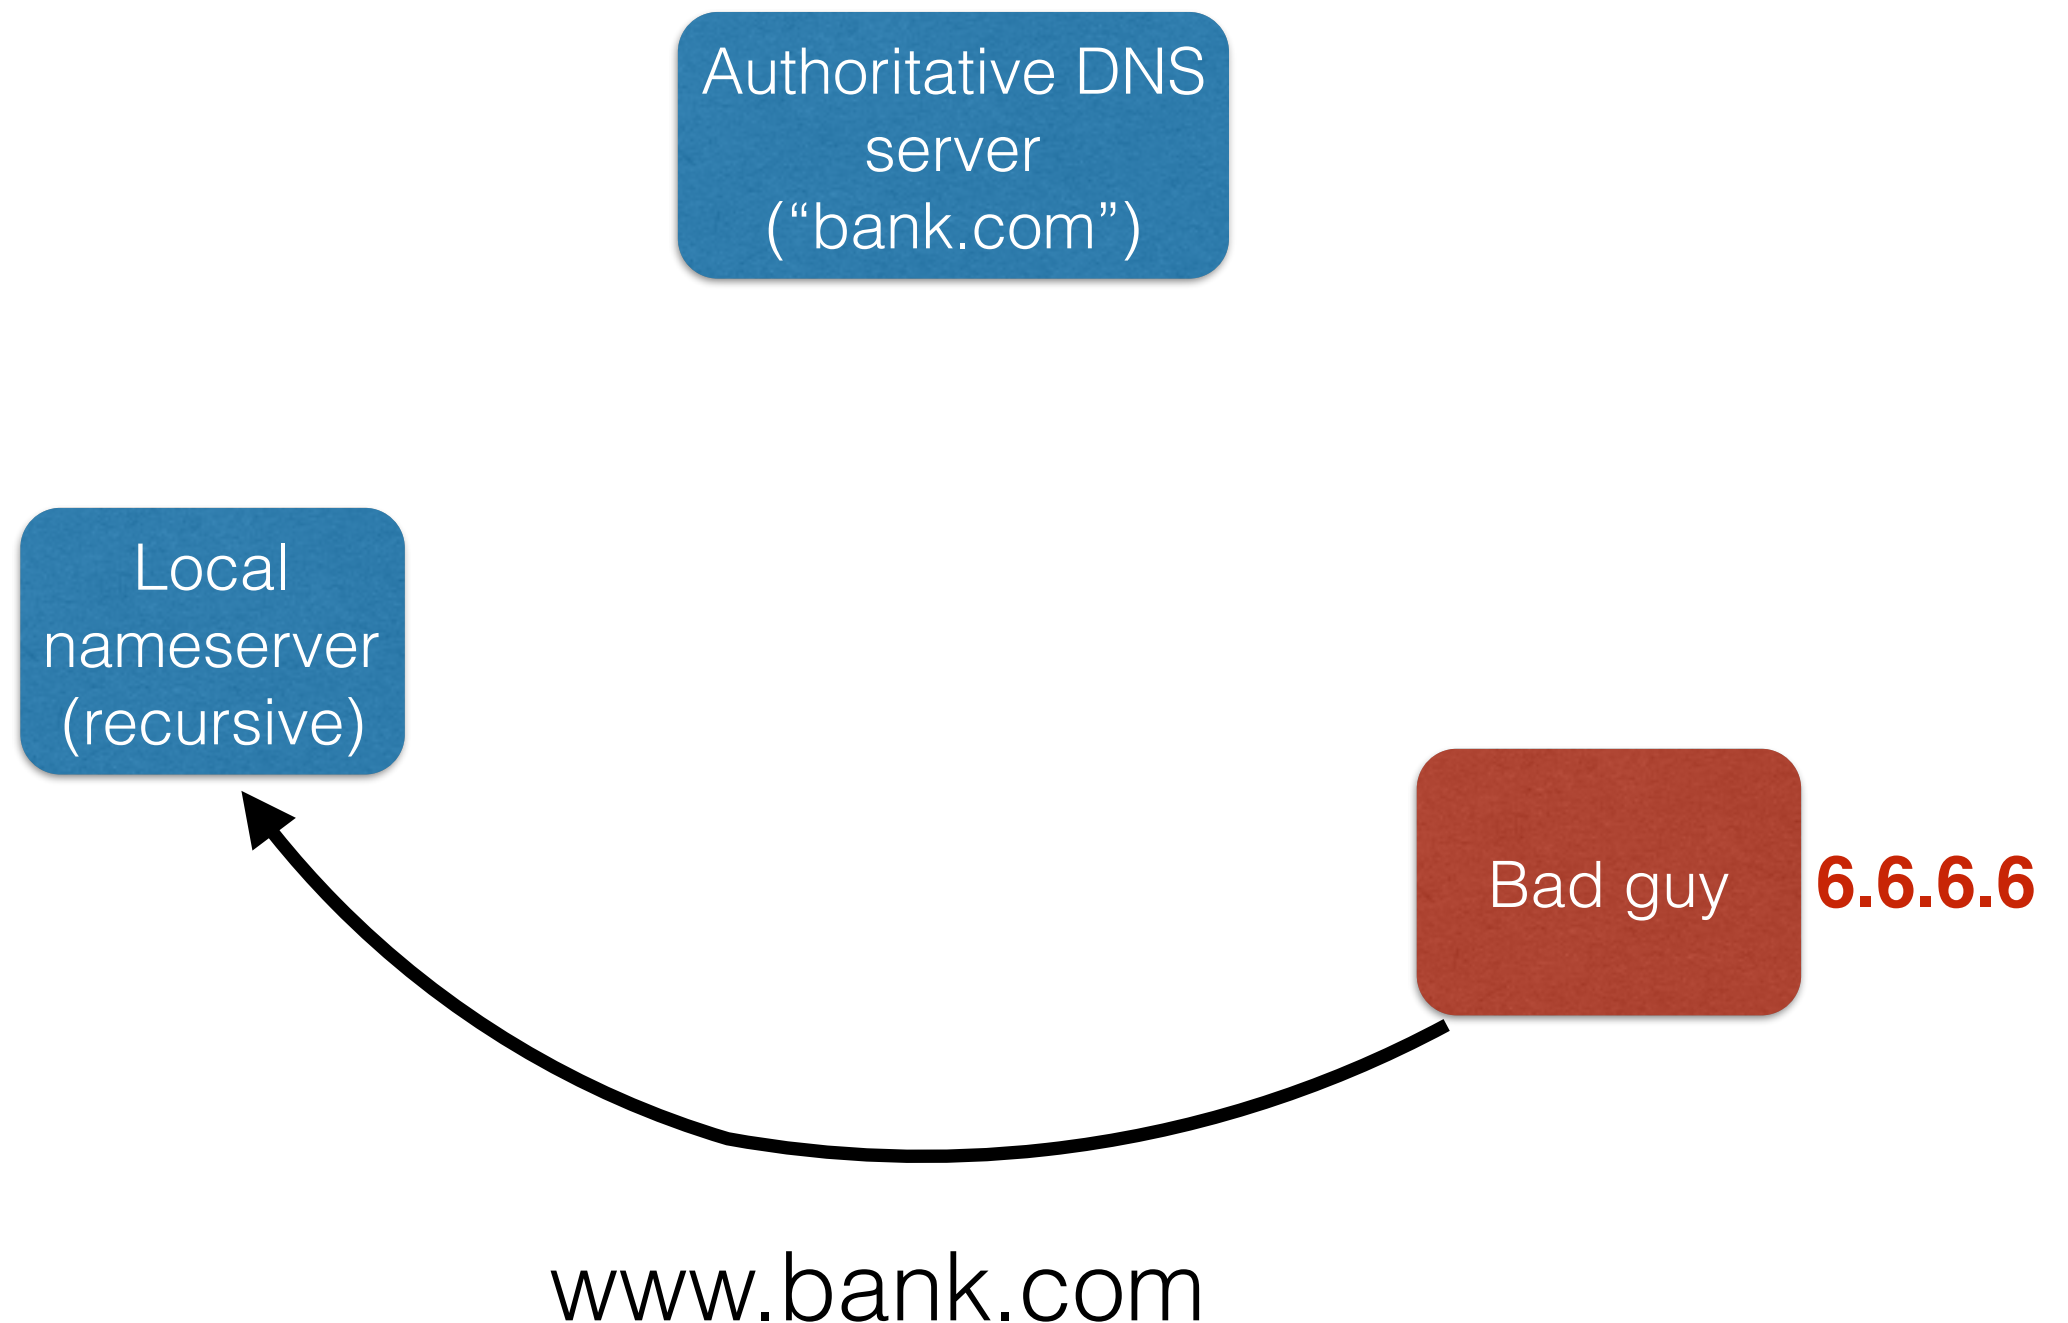 Authoritative DNS
server
(“bank.com”)
Local
nameserver
(recursive)
Bad guy
6.6.6.6
www.bank.com